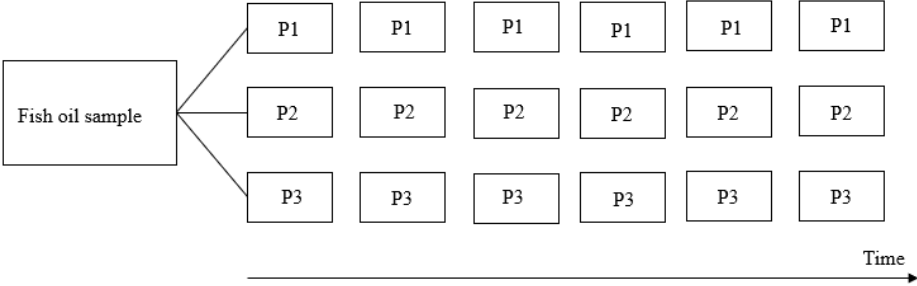 P1 P1 P1 P1 P1 P1
Fish oil sample
P2 P2 P2 P2 P2 P2
P3 P3 P3 P3 P3 P3
Time